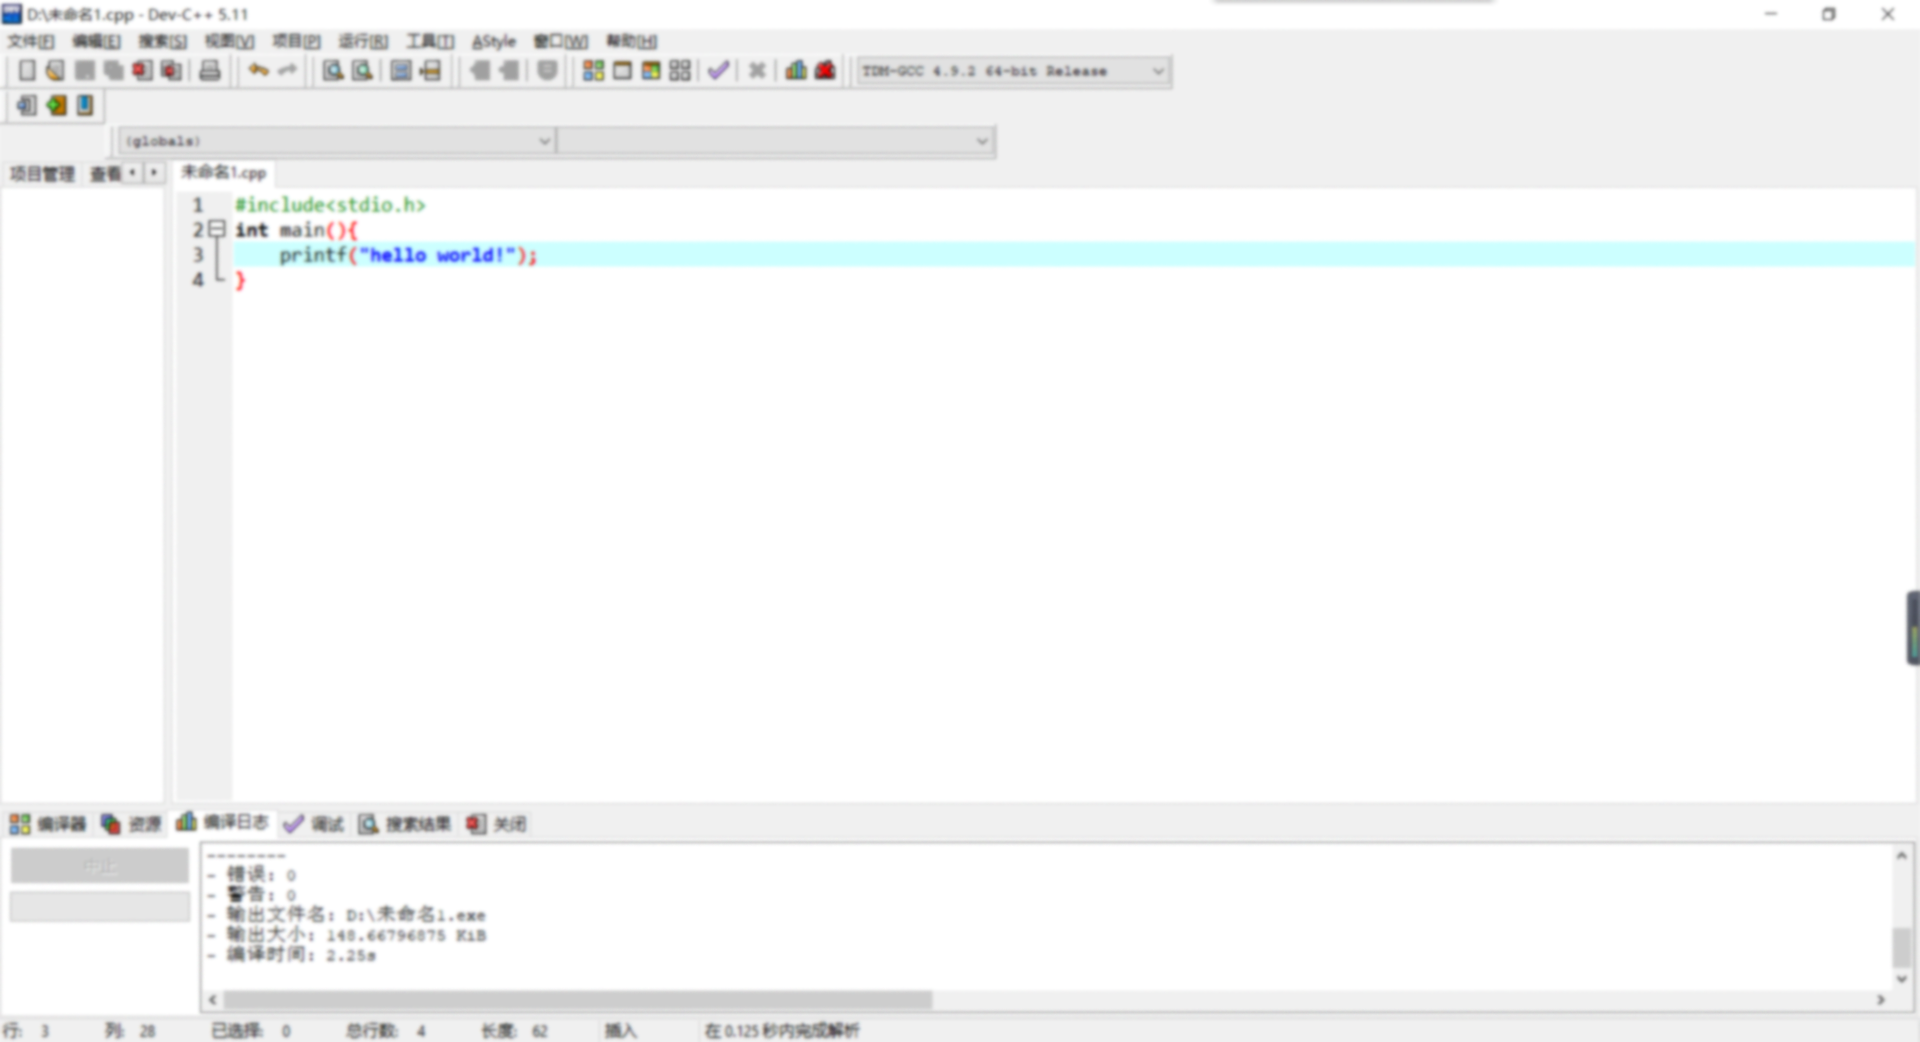 D:\未命名1.cpp - Dev-C++ 5.11
文件[F] 编辑[E] 搜索[S] 视图[V] 项目[P] 运行[R] 工具[T] AStyle 窗口[W] 帮助[H]
TDM-GCC 4.9.2 64-bit Release
(globals)
项目管理 查看 未命名1.cpp
1 #include<stdio.h>
2 int main(){
3 printf("hello world!");
4 }
编译器 资源 编译日志 调试 搜索结果 关闭
中止
--------
- 错误: 0
- 警告: 0
- 输出文件名: D:\未命名1.exe
- 输出大小: 148.66796875 KiB
- 编译时间: 2.25s
行: 3 列: 28 已选择: 0 总行数: 4 长度: 62 插入 在 0.125 秒内完成解析